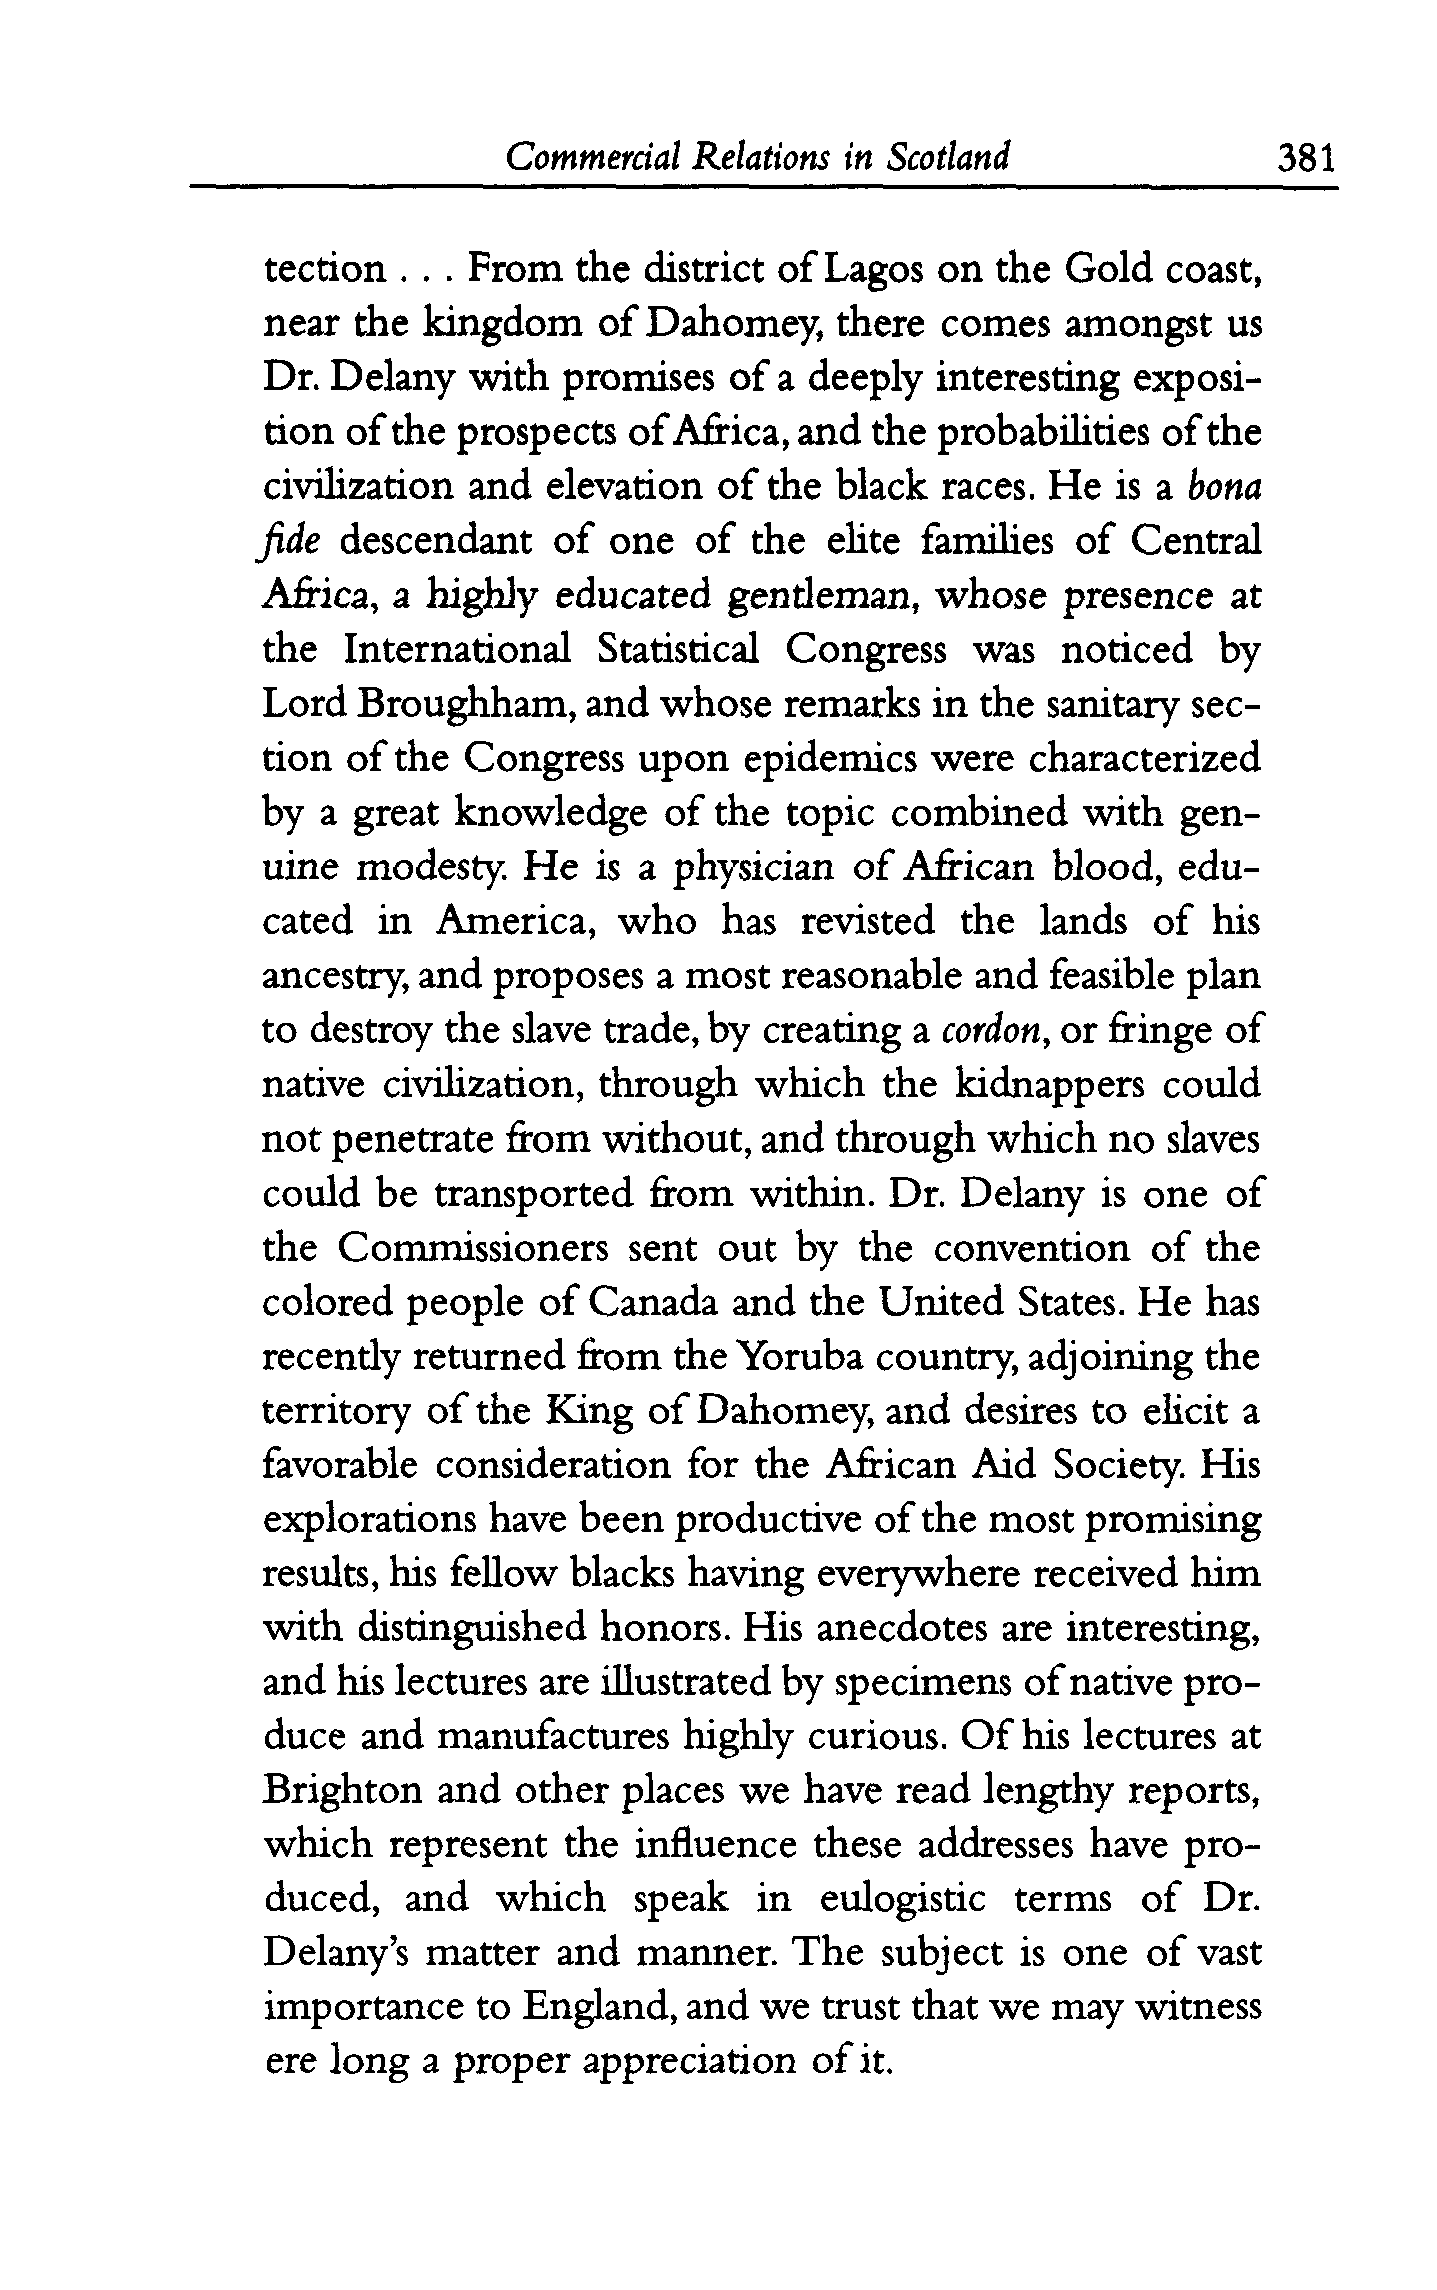 Commercial Relations in Scotland 381
tection . . . From the district of Lagos on the Gold coast,
near the kingdom of Dahomey, there comes amongst us
Dr. Delany with promises of a deeply interesting exposi-
tion of the prospects of Africa, and the probabilities of the
civilization and elevation of the black races. He is a bona
fide descendant of one of the elite families of Central
Africa, a highly educated gentleman, whose presence at
the International Statistical Congress was noticed by
Lord Broughham, and whose remarks in the sanitary sec-
tion of the Congress upon epidemics were characterized
by a great knowledge of the topic combined with gen-
uine modesty. He is a physician of African blood, edu-
cated in America, who has revisted the lands of his
ancestry, and proposes a most reasonable and feasible plan
to destroy the slave trade, by creating a cordon, or fringe of
native civilization, through which the kidnappers could
not penetrate from without, and through which no slaves
could be transported from within. Dr. Delany is one of
the Commissioners sent out by the convention of the
colored people of Canada and the United States. He has
recently returned from the Yoruba country, adjoining the
territory of the King of Dahomey, and desires to elicit a
favorable consideration for the African Aid Society. His
explorations have been productive of the most promising
results, his fellow blacks having everywhere received him
with distinguished honors. His anecdotes are interesting,
and his lectures are illustrated by specimens of native pro-
duce and manufactures highly curious. Of his lectures at
Brighton and other places we have read lengthy reports,
which represent the influence these addresses have pro-
duced, and which speak in eulogistic terms of Dr.
Delany's matter and manner. The subject is one of vast
importance to England, and we trust that we may witness
ere long a proper appreciation of it.